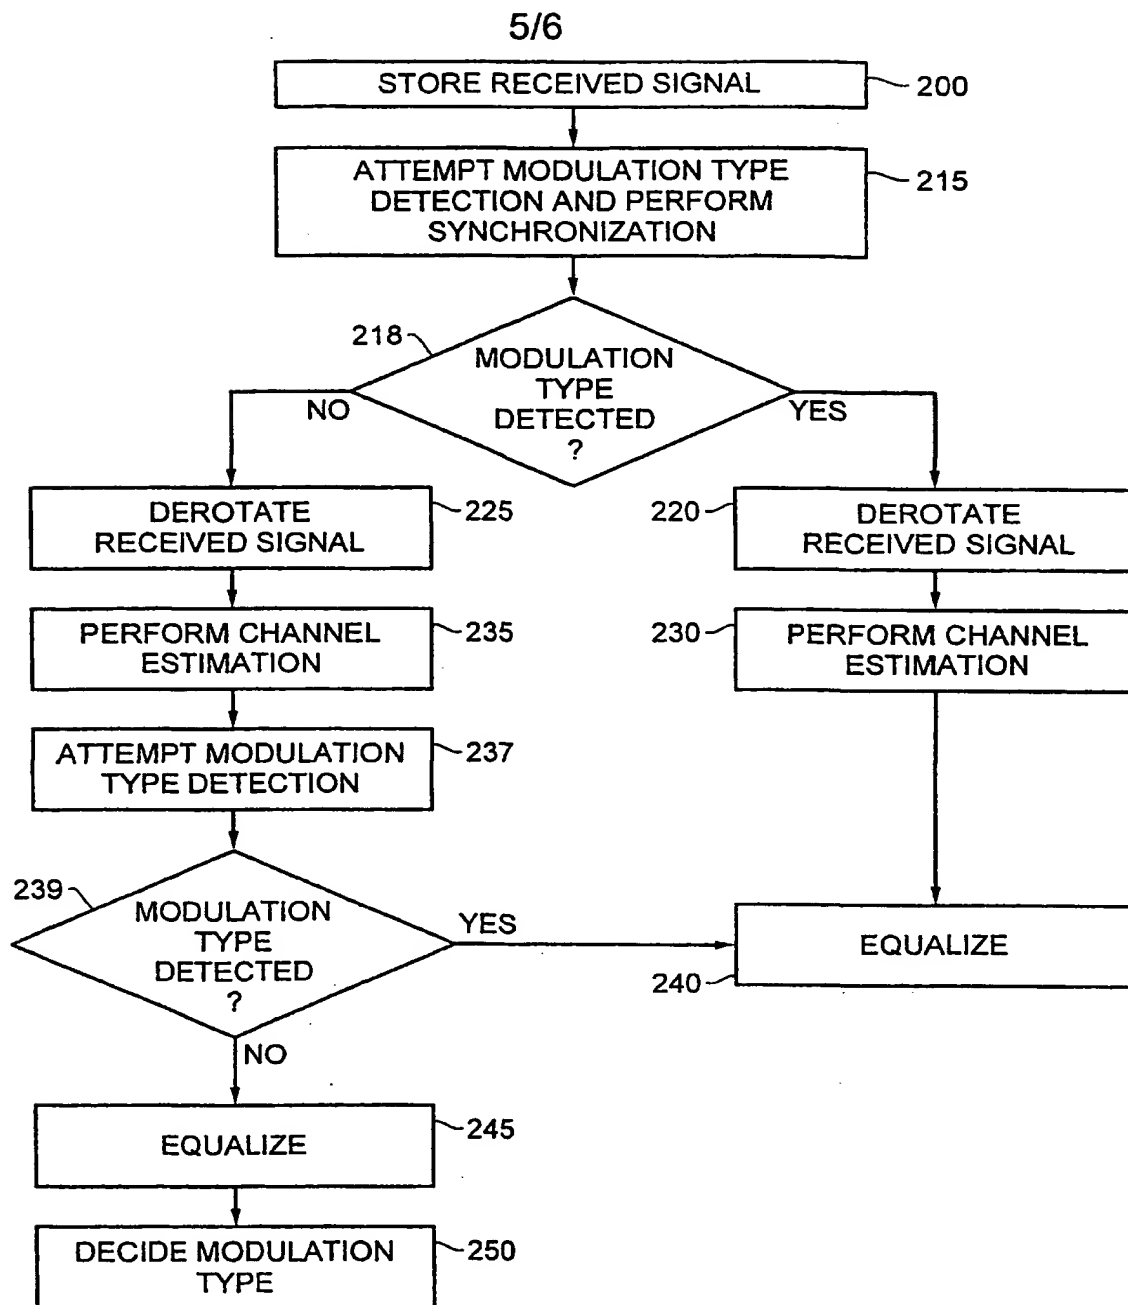 5/6
STORE RECEIVED SIGNAL
200
ATTEMPT MODULATION TYPE
DETECTION AND PERFORM
SYNCHRONIZATION
215
218
MODULATION
TYPE
DETECTED
?
NO
YES
DEROTATE
RECEIVED SIGNAL
225
220
DEROTATE
RECEIVED SIGNAL
PERFORM CHANNEL
ESTIMATION
235
230
PERFORM CHANNEL
ESTIMATION
ATTEMPT MODULATION
TYPE DETECTION
237
239
MODULATION
TYPE
DETECTED
?
YES
NO
EQUALIZE
240
EQUALIZE
245
DECIDE MODULATION
TYPE
250